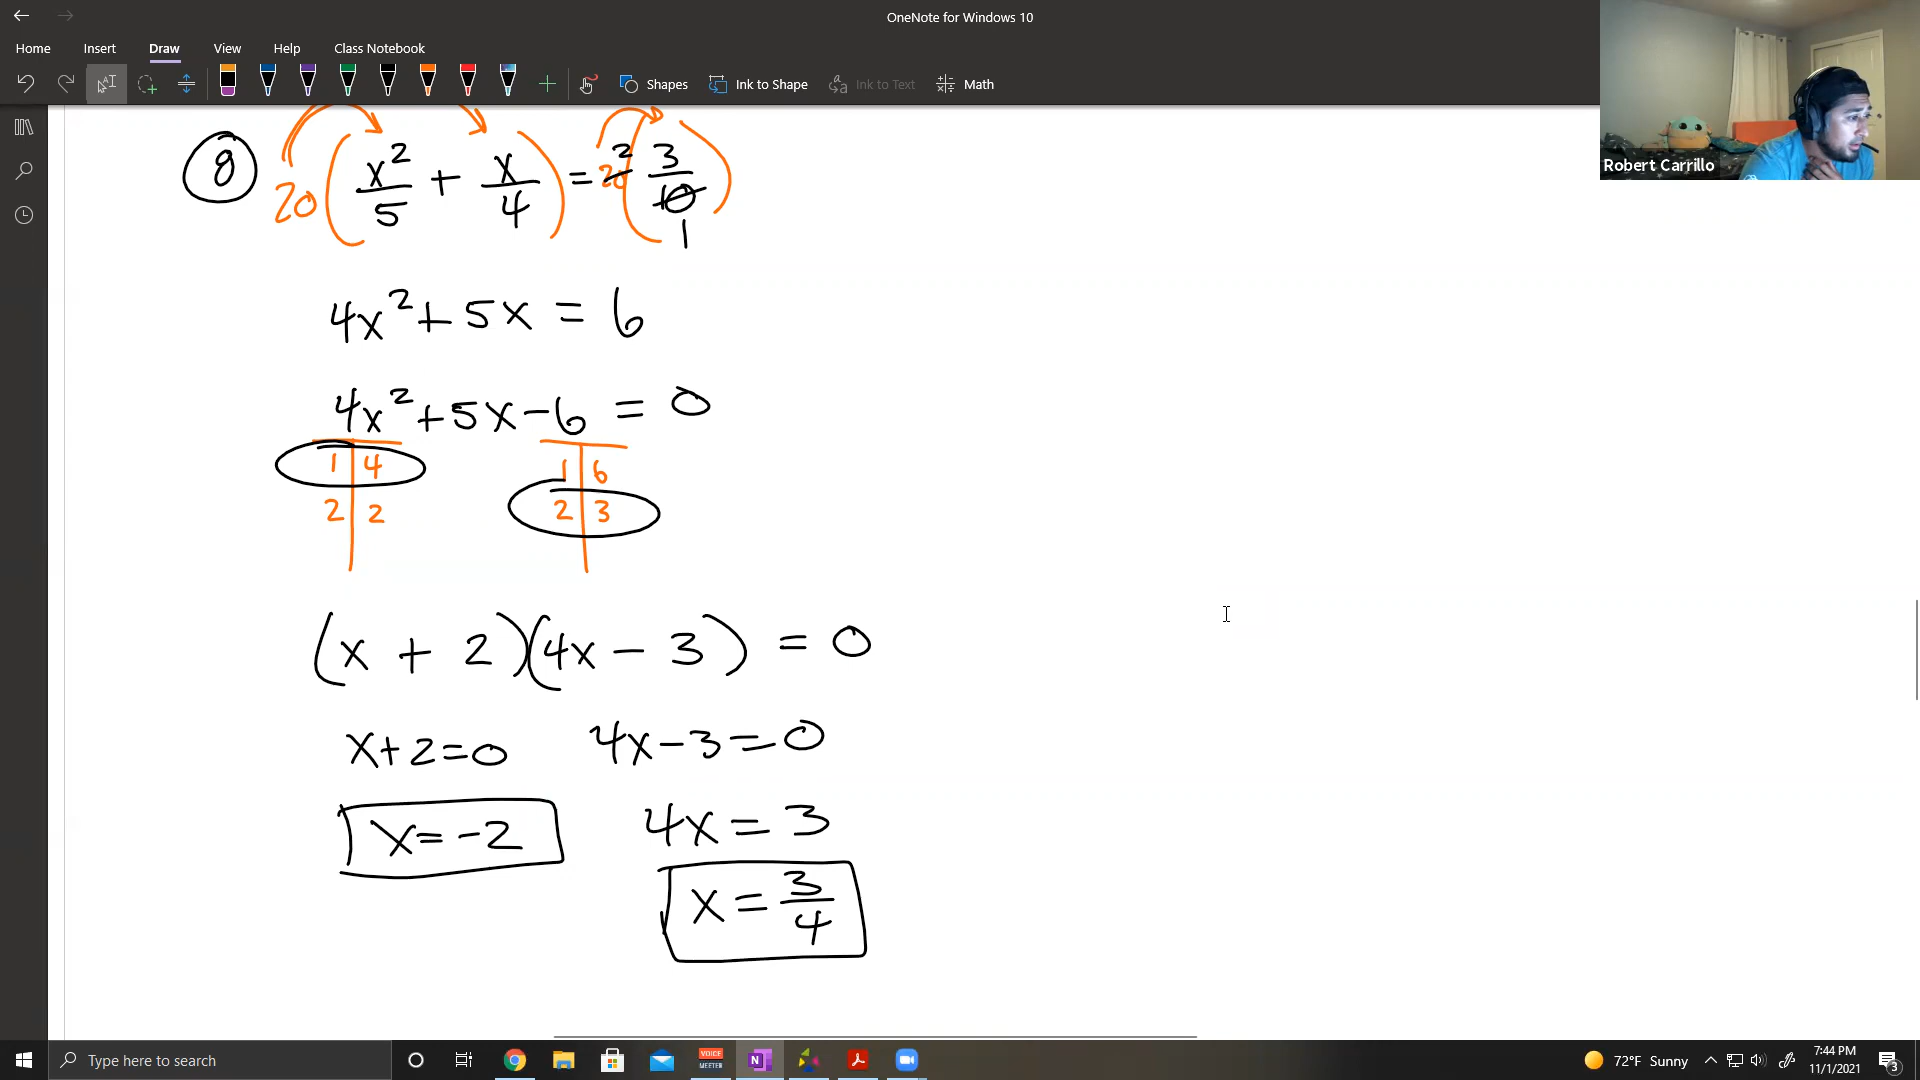 OneNote for Windows 10
Home Insert Draw View Help Class Notebook
Shapes Ink to Shape Ink to Text Math
Robert Carrillo
8 20 ( x²/5 + x/4 ) = 20 2 ( 3/10 ) 1
4x² + 5x = 6
4x² + 5x - 6 = 0
1 4 1 6
2 2 2 3
(x + 2)(4x - 3) = 0
x+2=0 4x-3=0
x=-2 4x=3
x=3/4
Type here to search
VOICE
MEETER
N
72°F Sunny
7:44 PM
11/1/2021
3